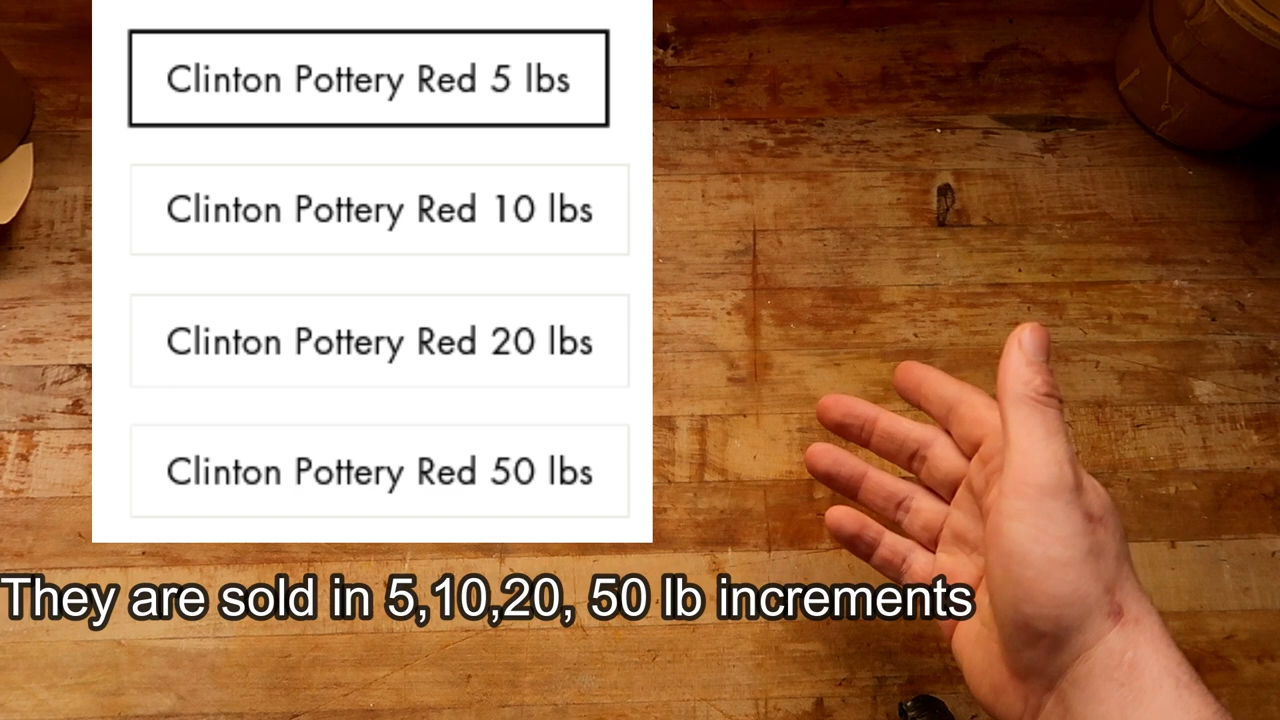 Clinton Pottery Red 5 lbs
Clinton Pottery Red 10 lbs
Clinton Pottery Red 20 lbs
Clinton Pottery Red 50 lbs
They are sold in 5,10,20, 50 lb increments